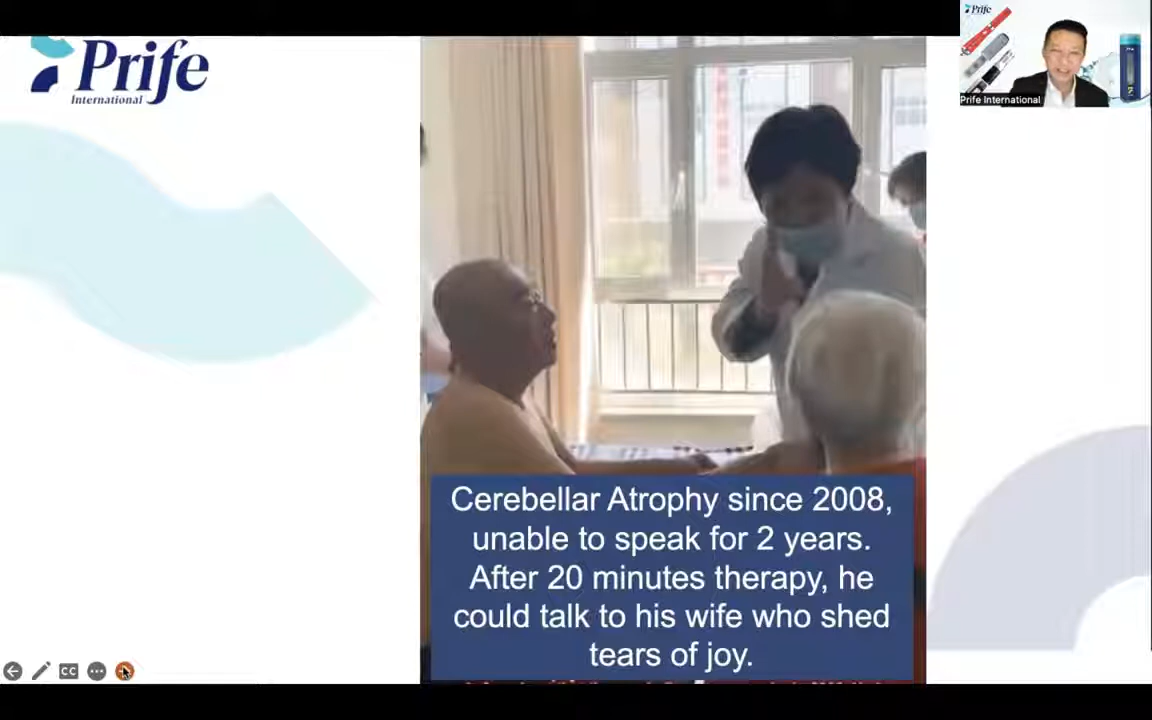 Prife
International
Prife
Prife International
Cerebellar Atrophy since 2008,
unable to speak for 2 years.
After 20 minutes therapy, he
could talk to his wife who shed
tears of joy.
CC